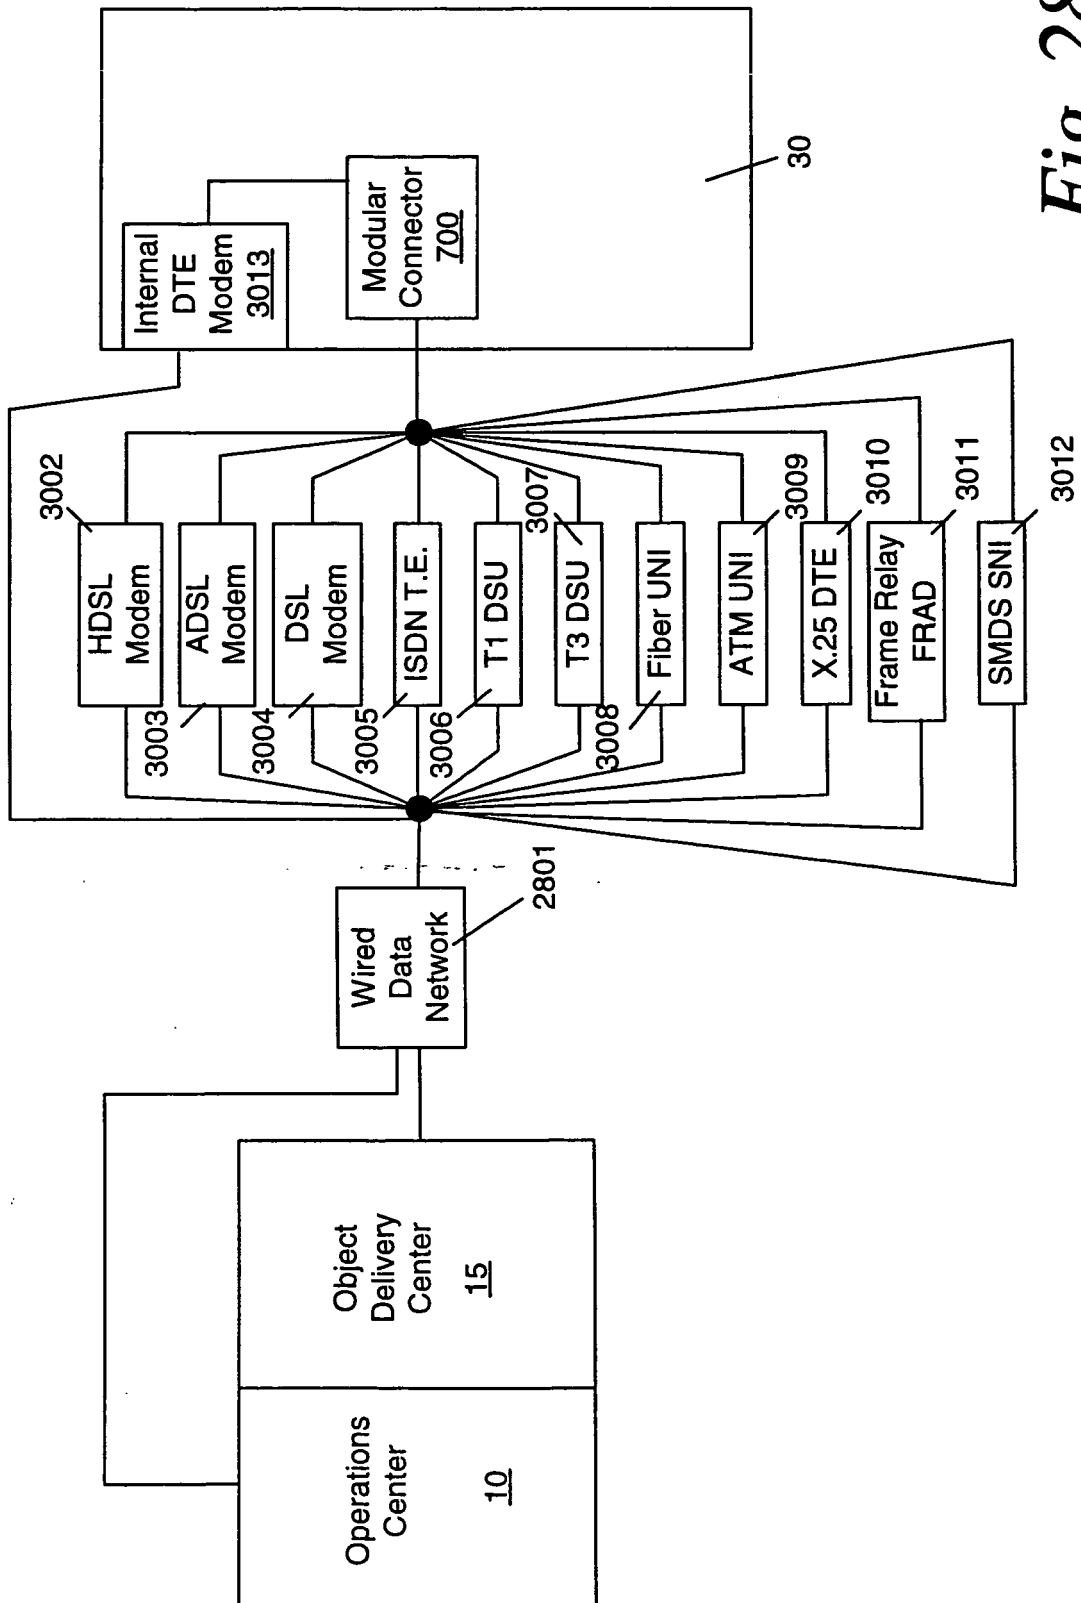 Operations
Center
10
Object
Delivery
Center
15
Wired
Data
Network
2801
HDSL
Modem
3002
ADSL
Modem
3003
DSL
Modem
3004
ISDN T.E.
3005
T1 DSU
3006
T3 DSU
3007
Fiber UNI
3008
ATM UNI
3009
X.25 DTE
3010
Frame Relay
FRAD
3011
SMDS SNI
3012
Internal
DTE
Modem
3013
Modular
Connector
700
30
Fig. 28